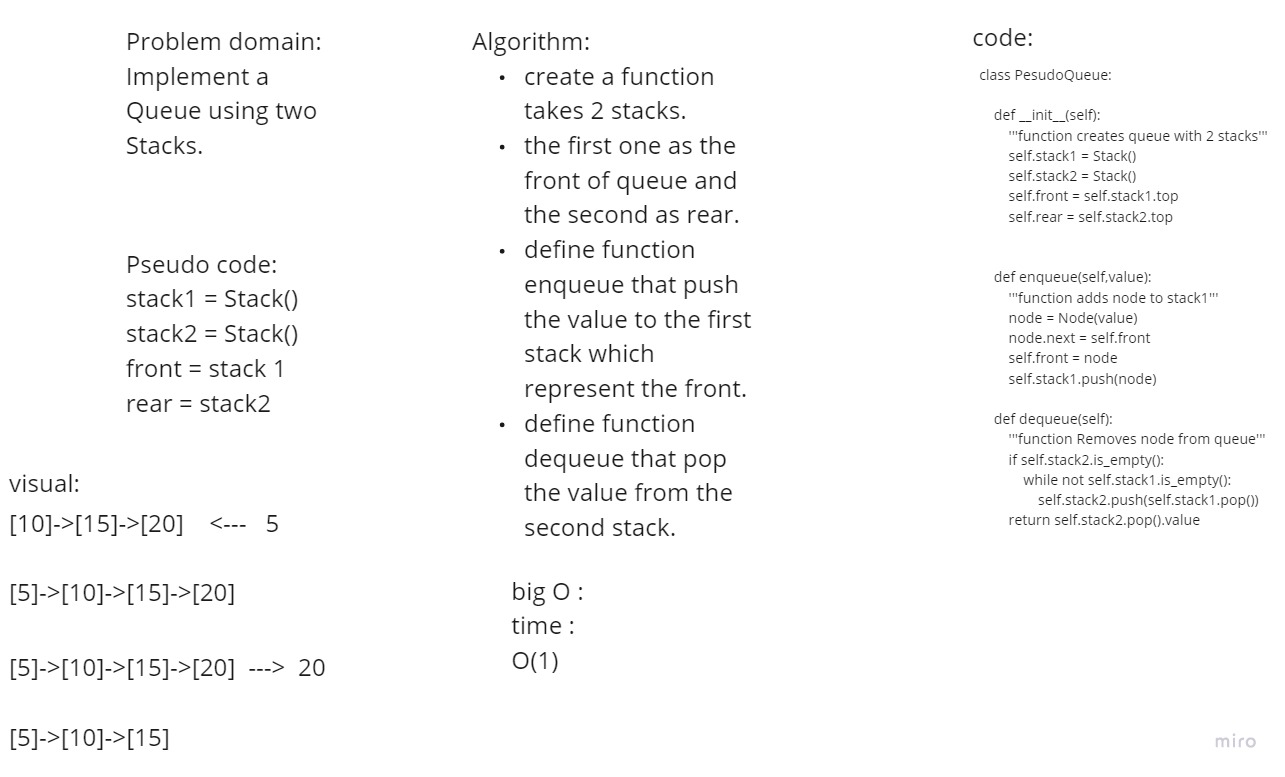 Problem domain:
Implement a
Queue using two
Stacks.
Pseudo code:
stack1 = Stack()
stack2 = Stack()
front = stack 1
rear = stack2
visual:
[10]->[15]->[20]    <---   5
[5]->[10]->[15]->[20]
[5]->[10]->[15]->[20]  --->  20
[5]->[10]->[15]
Algorithm:
• create a function
takes 2 stacks.
• the first one as the
front of queue and
the second as rear.
• define function
enqueue that push
the value to the first
stack which
represent the front.
• define function
dequeue that pop
the value from the
second stack.
big O :
time :
O(1)
code:
class PesudoQueue:
def __init__(self):
'''function creates queue with 2 stacks'''
self.stack1 = Stack()
self.stack2 = Stack()
self.front = self.stack1.top
self.rear = self.stack2.top
def enqueue(self,value):
'''function adds node to stack1'''
node = Node(value)
node.next = self.front
self.front = node
self.stack1.push(node)
def dequeue(self):
'''function Removes node from queue'''
if self.stack2.is_empty():
while not self.stack1.is_empty():
self.stack2.push(self.stack1.pop())
return self.stack2.pop().value
miro